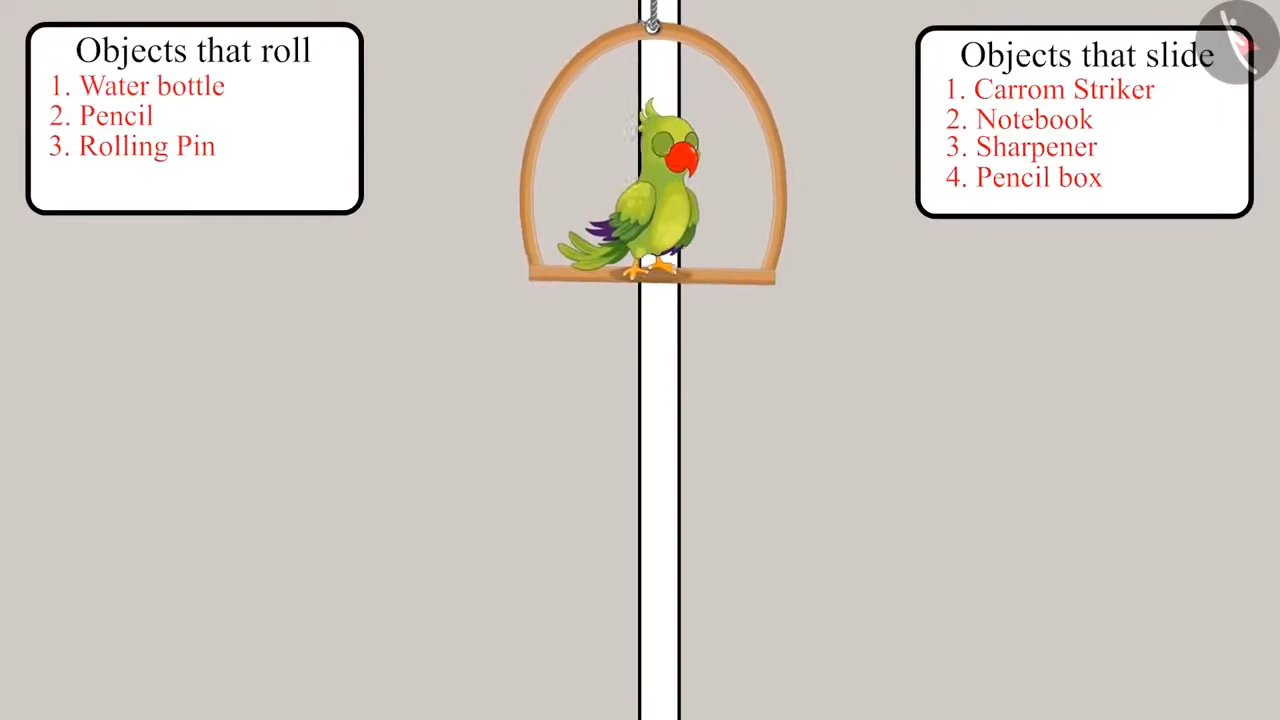 Objects that roll
1. Water bottle
2. Pencil
3. Rolling Pin
Objects that slide
1. Carrom Striker
2. Notebook
3. Sharpener
4. Pencil box